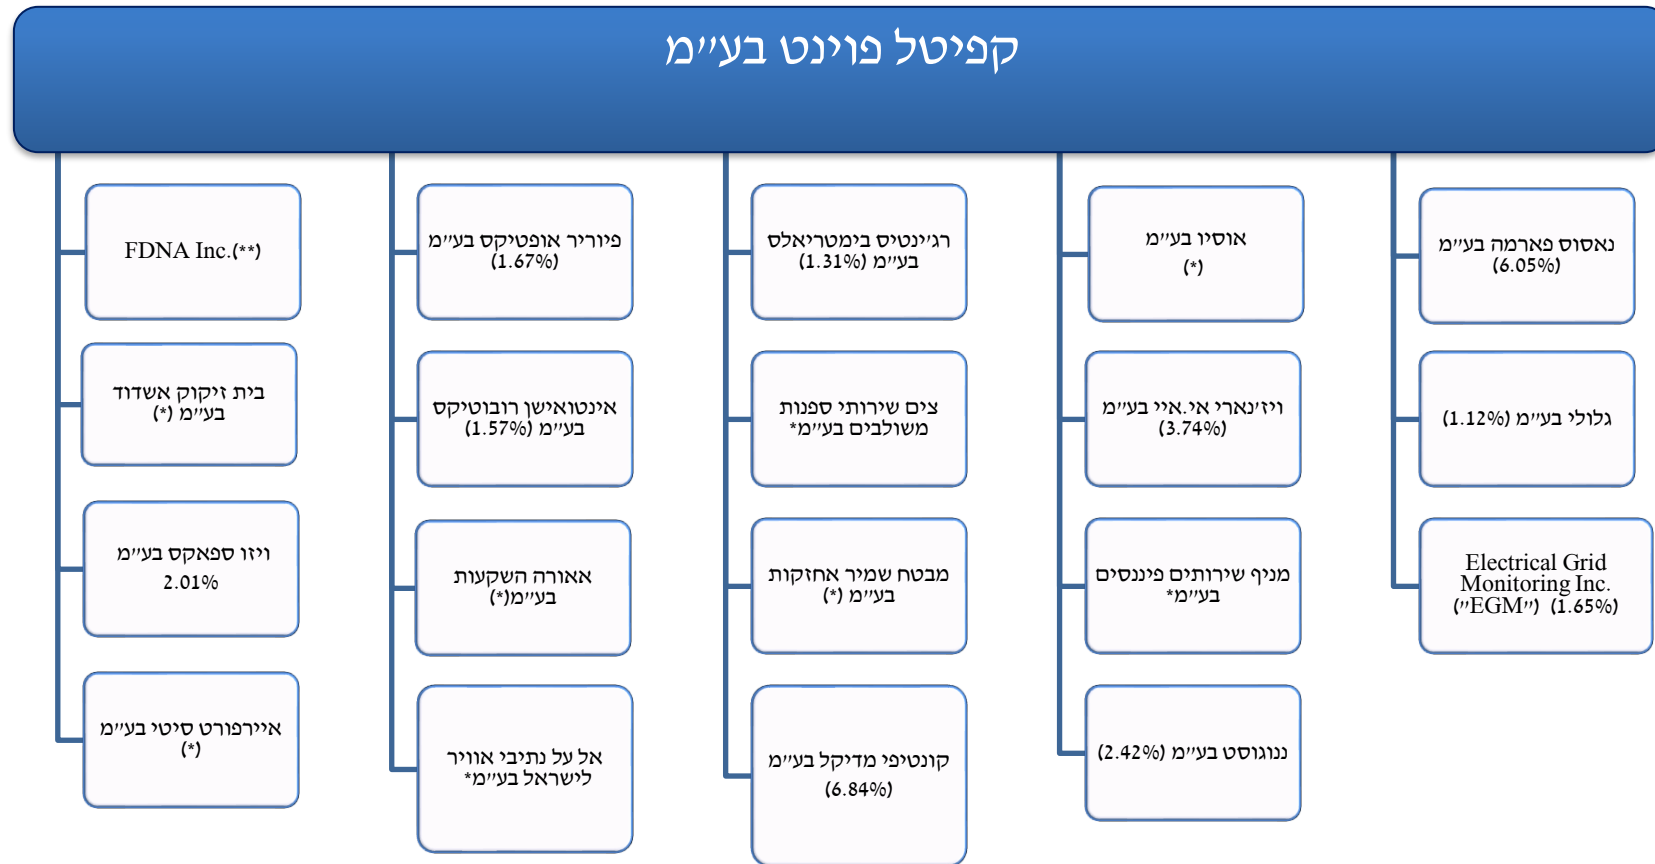 קפיטל פוינט בע״מ
נאסוס פארמה בע״מ
(6.05%)
גלולי בע״מ (1.12%)
Electrical Grid
Monitoring Inc.
(״EGM״) (1.65%)
אוסיו בע״מ
(*)
ויז'נארי אי.איי בע״מ
(3.74%)
מניף שירותים פיננסים
בע״מ*
ננוגוסט בע״מ (2.42%)
רג'ינטיס בימטריאלס
בע״מ (1.31%)
צים שירותי ספנות
משולבים בע״מ*
מבטח שמיר אחזקות
בע״מ (*)
קונטיפי מדיקל בע״מ
(6.84%)
פיוריר אופטיקס בע״מ
(1.67%)
אינטואישן רובוטיקס
בע״מ (1.57%)
אאורה השקעות
בע״מ(*)
אל על נתיבי אוויר
לישראל בע״מ*
FDNA Inc.(**)
בית זיקוק אשדוד
בע״מ (*)
ויזו ספאקס בע״מ
2.01%
איירפורט סיטי בע״מ
(*)